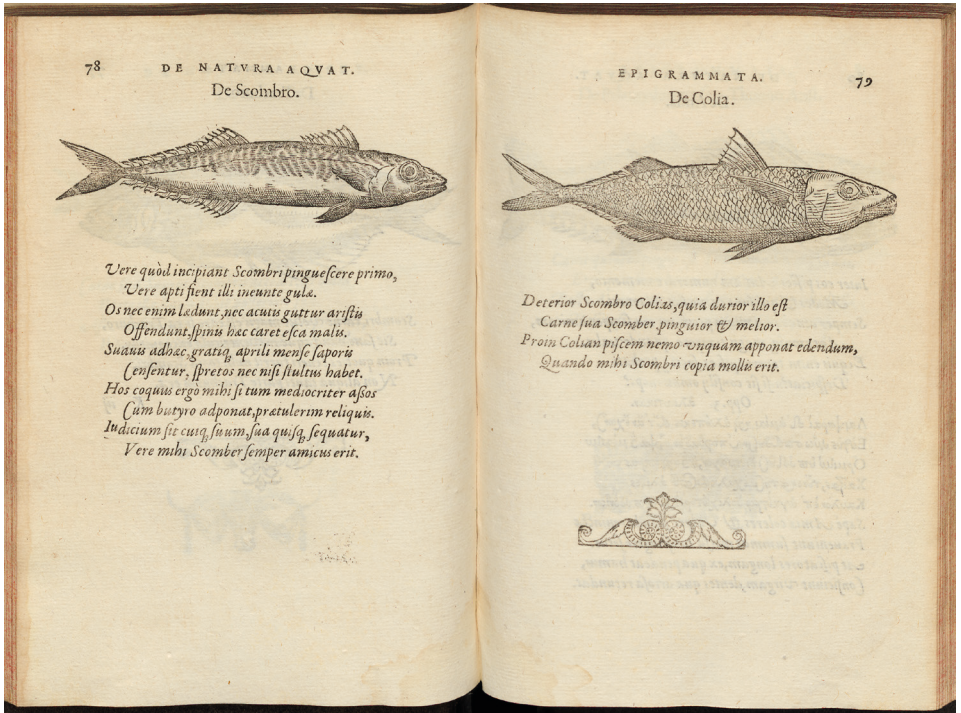 78
DE NATVRA AQVAT.
De Scombro.
Vere quòd incipiant Scombri pinguescere primo,
Vere apti fient illi ineunte gulæ.
Os nec enim lædunt, nec acutis guttur aristis
Offendunt, spinis hæc caret esca malis.
Suauis adhæc, gratiq́; aprili mense saporis
Censentur, spretos nec nisi stultus habet.
Hos coquus ergò mihi si tum mediocriter assos
Cum butyro adponat, prætulerim reliquis.
Iudicium sit cuiq; suum, sua quisq; sequatur,
Vere mihi Scomber semper amicus erit.
EPIGRAMMATA.
79
De Colia.
Deterior Scombro Colias, quia durior illo est
Carne sua Scomber, pinguior & melior.
Proin Colian piscem nemo vnquàm apponat edendum,
Quando mihi Scombri copia mollis erit.